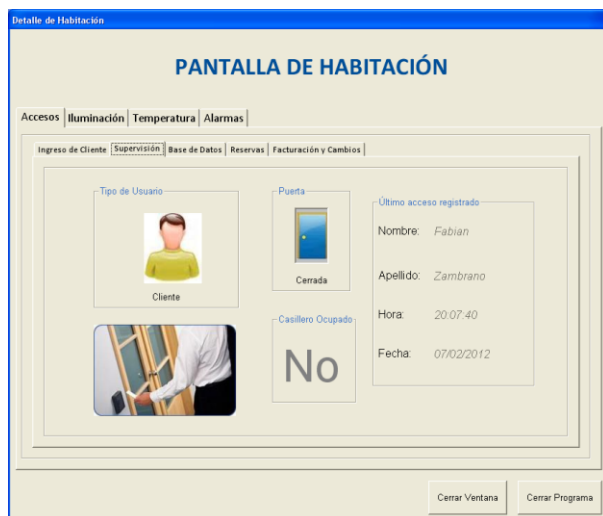 Detalle de Habitación
PANTALLA DE HABITACIÓN
Accesos Iluminación Temperatura Alarmas
Ingreso de Cliente Supervisión Base de Datos Reservas Facturación y Cambios
Tipo de Usuario
Cliente
Puerta
Cerrada
Casillero Ocupado
No
Último acceso registrado
Nombre: Fabian
Apellido: Zambrano
Hora: 20:07:40
Fecha: 07/02/2012
Cerrar Ventana Cerrar Programa